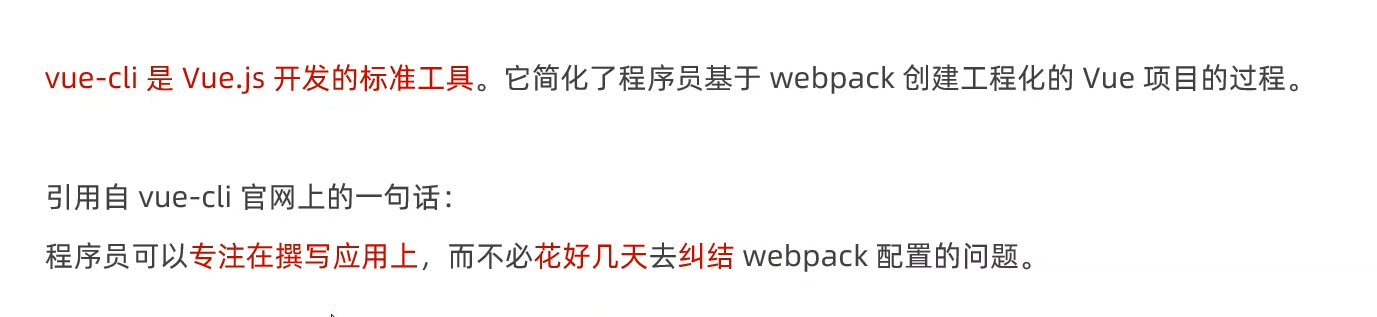 vue-cli 是 Vue.js 开发的标准工具。它简化了程序员基于 webpack 创建工程化的 Vue 项目的过程。
引用自 vue-cli 官网上的一句话：
程序员可以专注在撰写应用上，而不必花好几天去纠结 webpack 配置的问题。